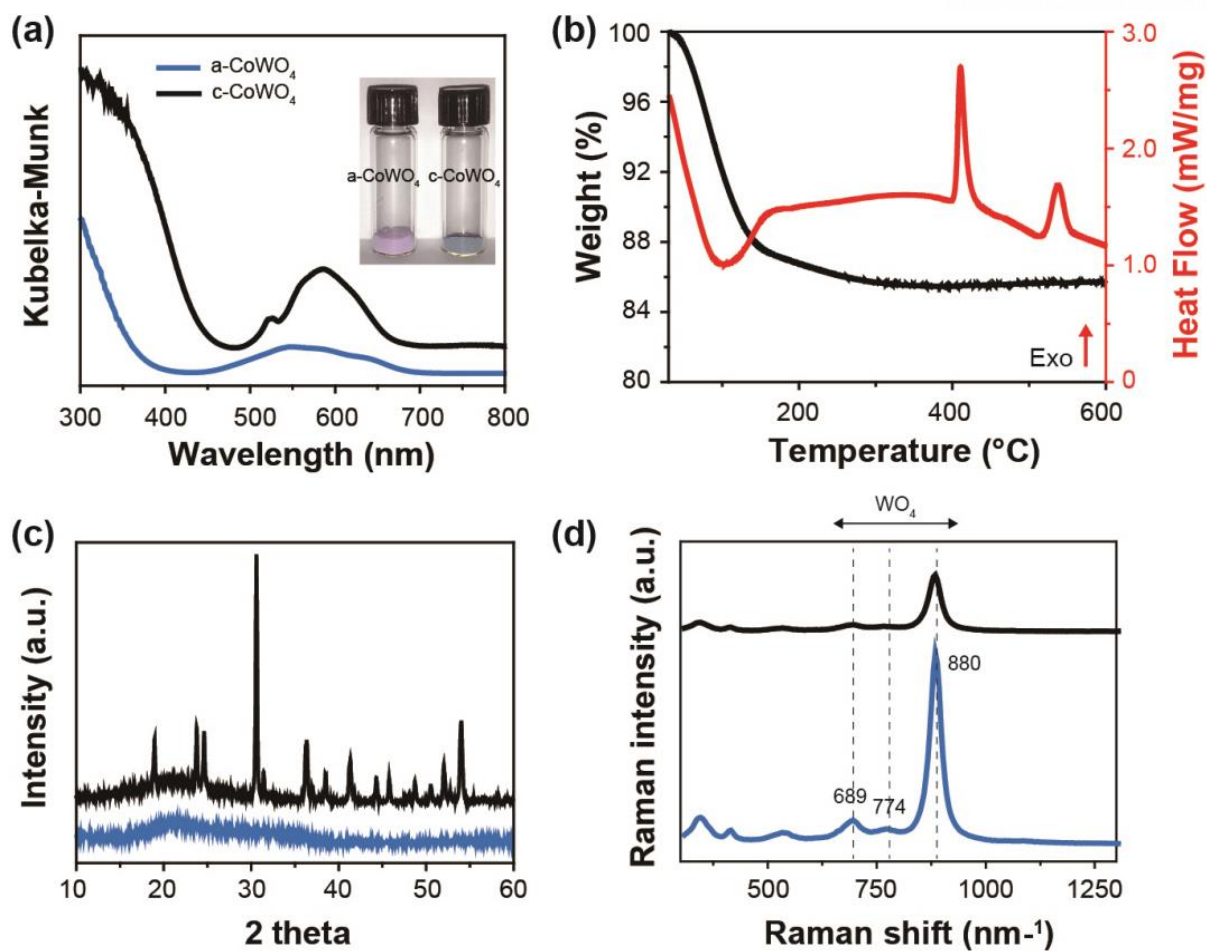 (a)
Kubelka-Munk
a-CoWO₄
c-CoWO₄
a-CoWO₄ c-CoWO₄
300 400 500 600 700 800
Wavelength (nm)
(b)
Weight (%)
100
96
92
88
84
80
3.0
2.0
1.0
0
Heat Flow (mW/mg)
Exo
200 400 600
Temperature (°C)
(c)
Intensity (a.u.)
10 20 30 40 50 60
2 theta
(d)
WO₄
Raman intensity (a.u.)
880
689
774
500 750 1000 1250
Raman shift (nm-¹)